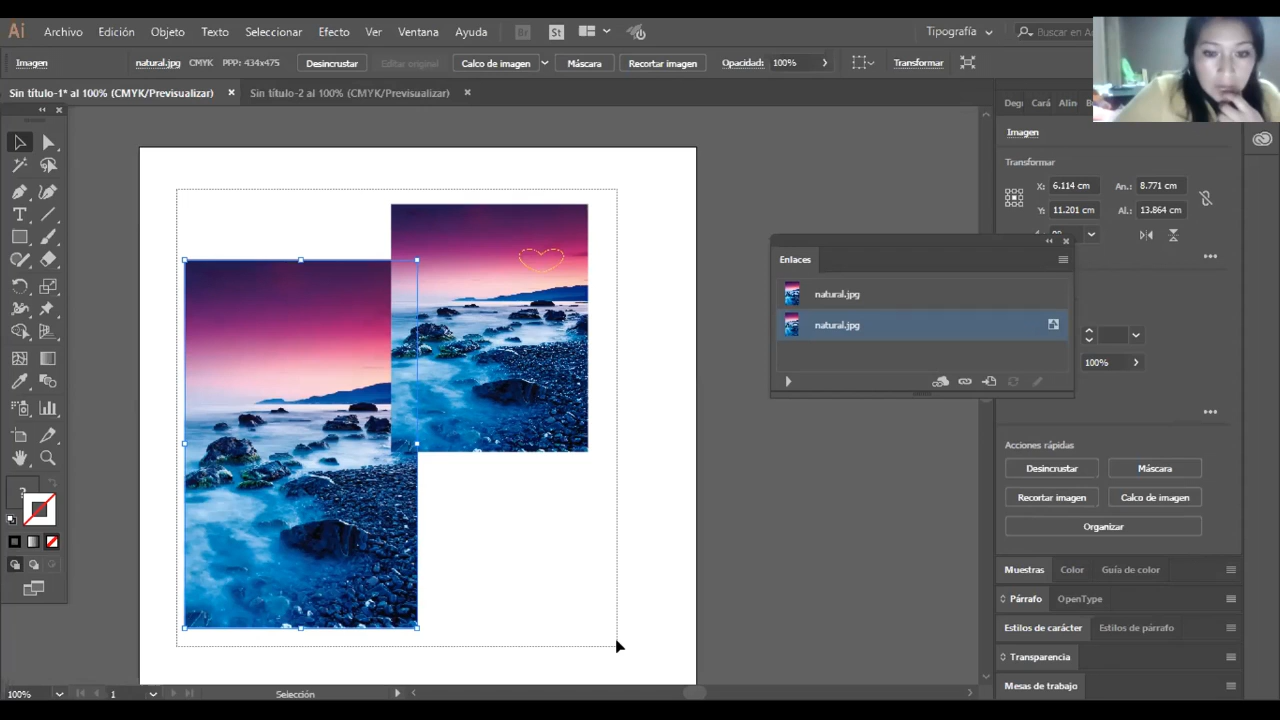 Ai Archivo Edición Objeto Texto Seleccionar Efecto Ver Ventana Ayuda Br St Tipografía Buscar en Ad
Imagen natural.jpg CMYK PPP: 434x475 Desincrustar Editar original Calco de imagen Máscara Recortar imagen Opacidad: 100% Transformar
Sin título-1* al 100% (CMYK/Previsualizar) Sin título-2 al 100% (CMYK/Previsualizar)
Degr Cará Alin
Imagen
Transformar
X: 6.114 cm An.: 8.771 cm
Y: 11.201 cm Al.: 13.864 cm
Enlaces
natural.jpg
natural.jpg
100%
Acciones rápidas
Desincrustar Máscara
Recortar imagen Calco de imagen
Organizar
Muestras Color Guía de color
Párrafo OpenType
Estilos de carácter Estilos de párrafo
Transparencia
Mesas de trabajo
100% 1 Selección